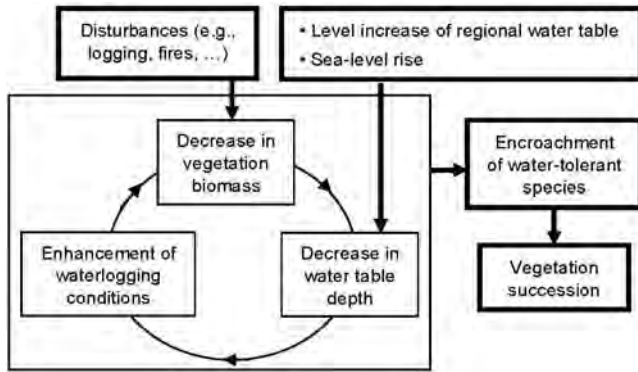 Disturbances (e.g.,
logging, fires, ...)
• Level increase of regional water table
• Sea-level rise
Decrease in
vegetation
biomass
Encroachment
of water-tolerant
species
Enhancement of
waterlogging
conditions
Decrease in
water table
depth
Vegetation
succession